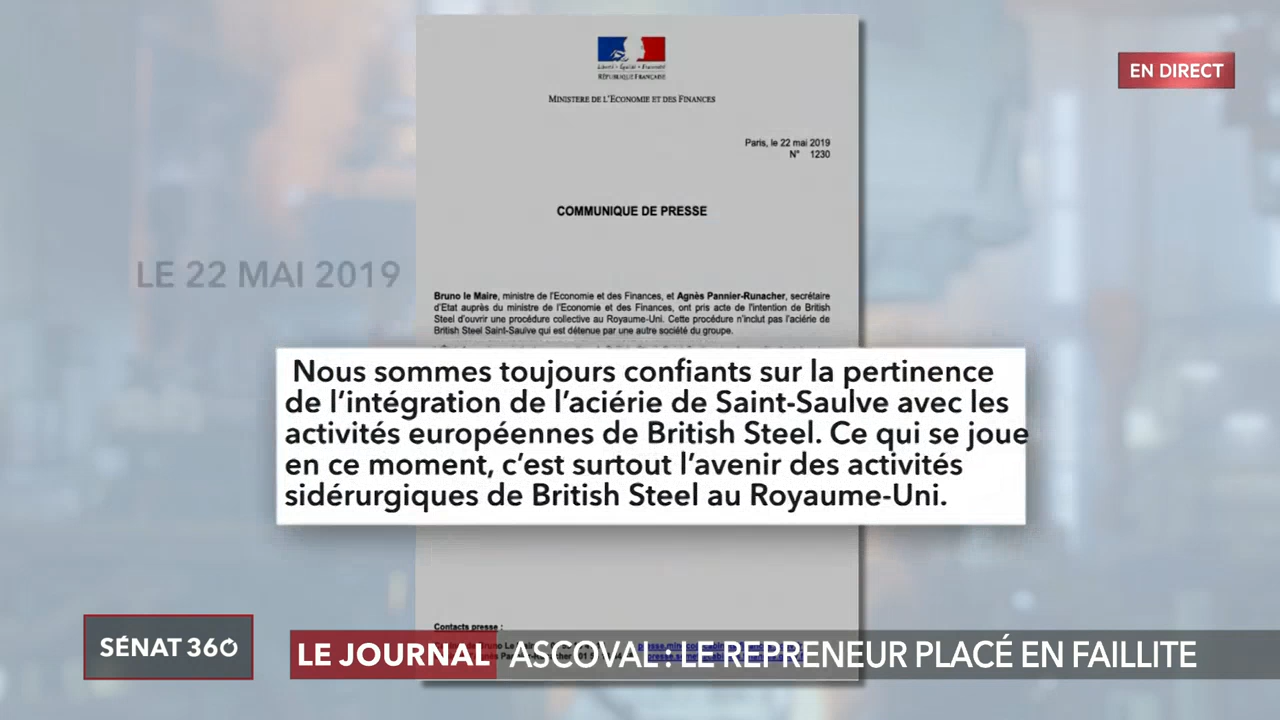 Liberté • Égalité • Fraternité
RÉPUBLIQUE FRANÇAISE
MINISTERE DE L'ECONOMIE ET DES FINANCES
EN DIRECT
Paris, le 22 mai 2019
N° 1230
COMMUNIQUE DE PRESSE
LE 22 MAI 2019
Bruno le Maire, ministre de l'Economie et des Finances, et Agnès Pannier-Runacher, secrétaire
d'Etat auprès du ministre de l'Economie et des Finances, ont pris acte de l'intention de British
Steel d'ouvrir une procédure collective au Royaume-Uni. Cette procédure n'inclut pas l'aciérie de
British Steel Saint-Saulve qui est détenue par une autre société du groupe.
Nous sommes toujours confiants sur la pertinence
de l'intégration de l'aciérie de Saint-Saulve avec les
activités européennes de British Steel. Ce qui se joue
en ce moment, c'est surtout l'avenir des activités
sidérurgiques de British Steel au Royaume-Uni.
Contacts presse :
SÉNAT 360
LE JOURNAL
ASCOVAL : LE REPRENEUR PLACÉ EN FAILLITE